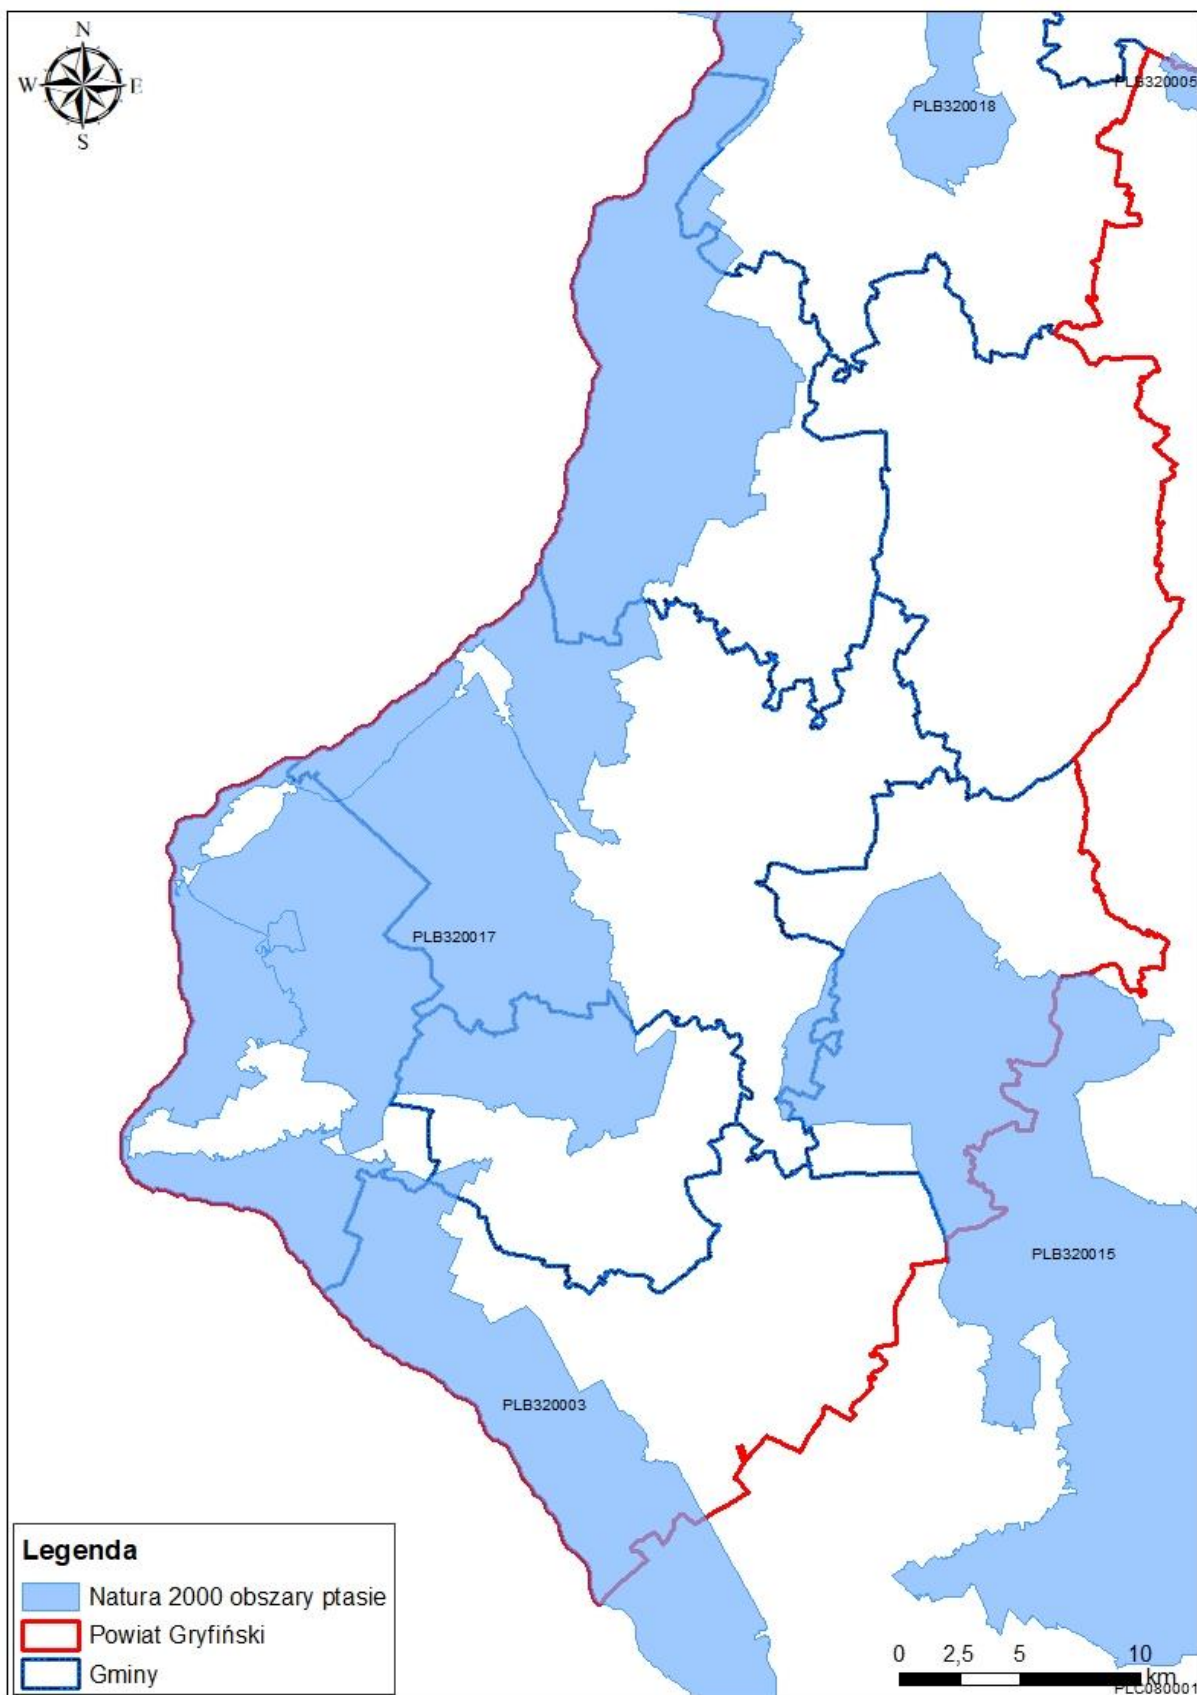 N
W E
S
PLB320005
PLB320018
PLB320017
PLB320015
PLB320003
Legenda
Natura 2000 obszary ptasie
Powiat Gryfiński
Gminy
0 2,5 5 10
km
PLC080001